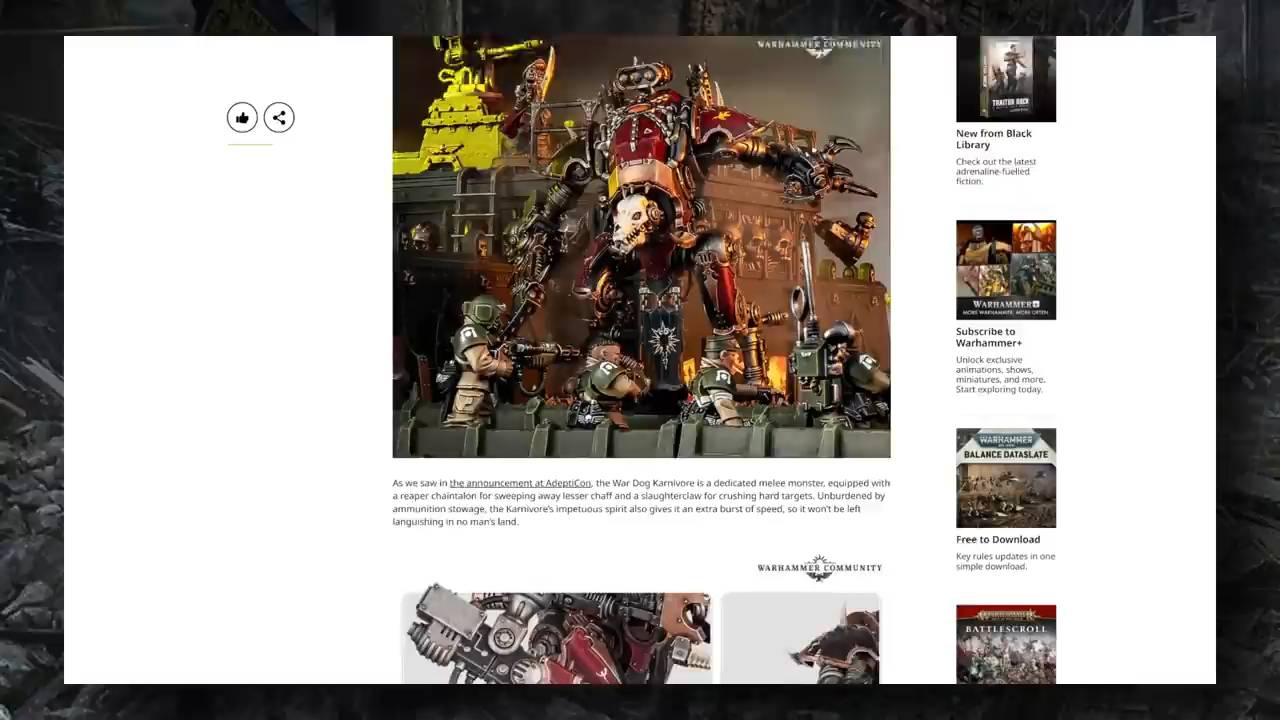 WARHAMMER COMMUNITY
As we saw in the announcement at AdeptiCon, the War Dog Karnivore is a dedicated melee monster, equipped with
a reaper chaintalon for sweeping away lesser chaff and a slaughterclaw for crushing hard targets. Unburdened by
ammunition stowage, the Karnivore's impetuous spirit also gives it an extra burst of speed, so it won't be left
languishing in no man's land.
WARHAMMER COMMUNITY
TRAITOR ROCK
New from Black
Library
Check out the latest
adrenaline-fuelled
fiction.
WARHAMMER+
MORE WARHAMMER. MORE OFTEN.
Subscribe to
Warhammer+
Unlock exclusive
animations, shows,
miniatures, and more.
Start exploring today.
WARHAMMER
BALANCE DATASLATE
Free to Download
Key rules updates in one
simple download.
BATTLESCROLL